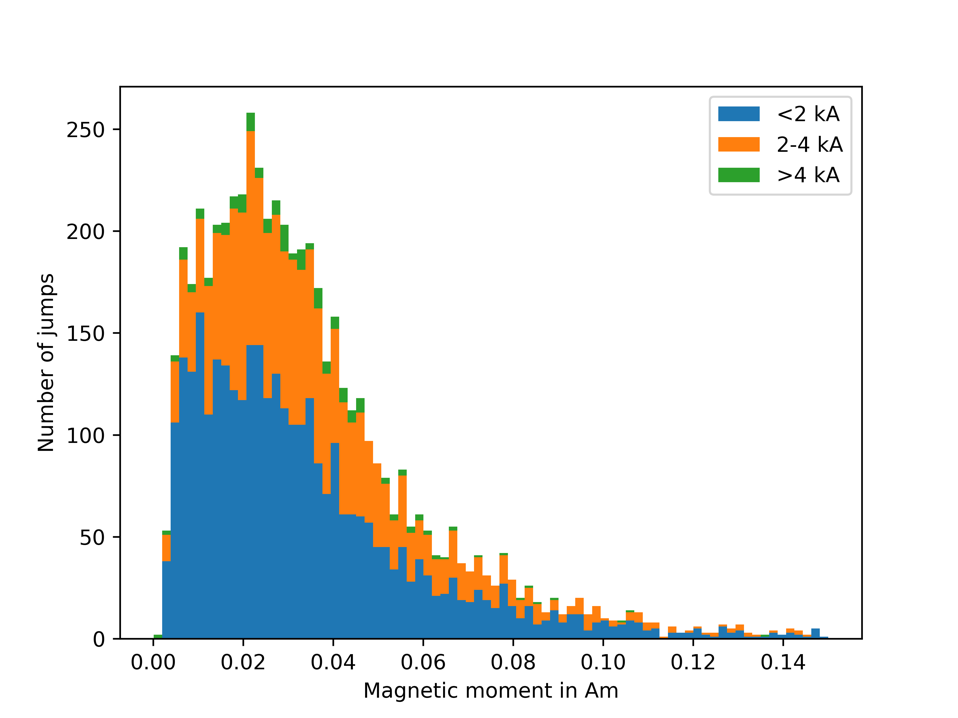 <2 kA
2-4 kA
>4 kA
250
200
150
100
50
0
Number of jumps
0.00 0.02 0.04 0.06 0.08 0.10 0.12 0.14
Magnetic moment in Am